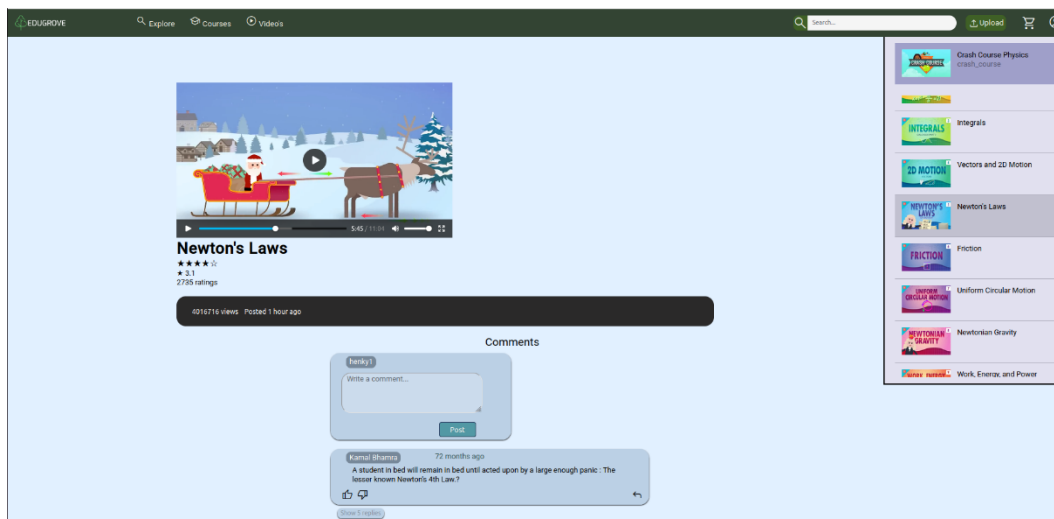 EDUGROVE
Explore
Courses
Video's
Search...
Upload
Crash Course Physics
crash_course
INTEGRALS
Integrals
2D MOTION
Vectors and 2D Motion
NEWTON'S
LAWS
Newton's Laws
FRICTION
Friction
UNIFORM
CIRCULAR MOTION
Uniform Circular Motion
NEWTONIAN
GRAVITY
Newtonian Gravity
Work, Energy, and Power
5:45 / 11:04
Newton's Laws
★★★★☆
★ 3.1
2735 ratings
4016716 views Posted 1 hour ago
Comments
henky1
Write a comment...
Post
Kamal Bhamra 72 months ago
A student in bed will remain in bed until acted upon by a large enough panic : The
lesser known Newton's 4th Law.?
Show 3 replies